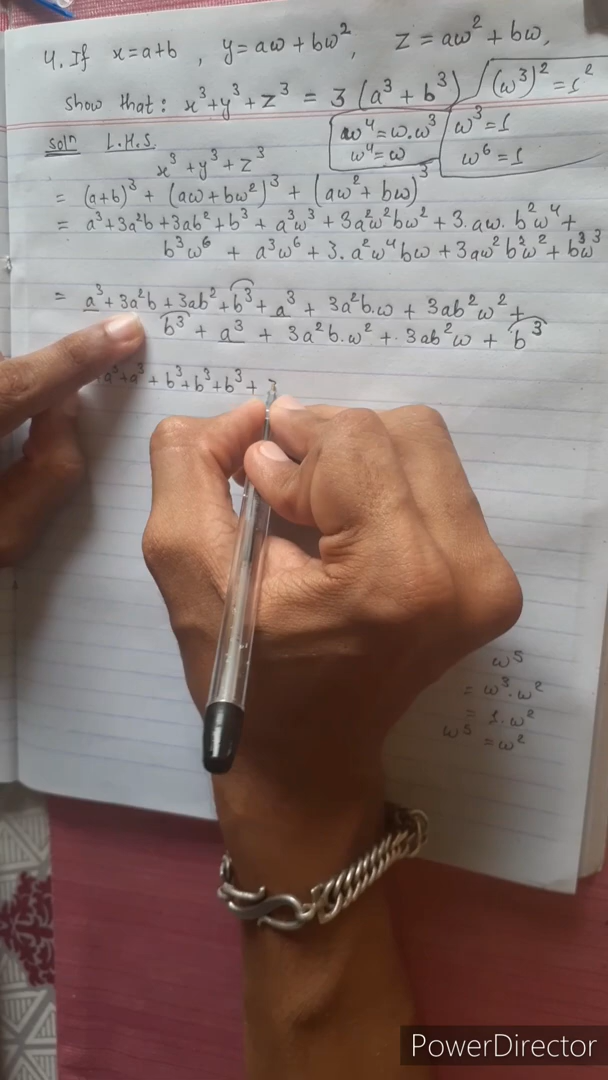 4. If x = a+b , y = aω + bω², z = aω² + bω,
show that: x³+y³+z³ = 3(a³+b³)
(ω³)² = 1²
ω³ = 1
ω⁶ = 1
ω⁴ = ω.ω³
ω⁴ = ω
soln L.H.S.
x³ + y³ + z³
= (a+b)³ + (aω + bω²)³ + (aω² + bω)³
= a³ + 3a²b + 3ab² + b³ + a³ω³ + 3a²ω²bω² + 3.aω.b²ω⁴ +
b³ω⁶ + a³ω⁶ + 3.a²ω⁴bω + 3aω²b²ω² + b³ω³
= a³ + 3a²b + 3ab² + b³ + a³ + 3a²b.ω + 3ab²ω² +
b³ + a³ + 3a²b.ω² + 3ab²ω + b³
+a³ + b³ + b³ + b³ +
ω⁵
= ω³.ω²
= 1.ω²
ω⁵ = ω²
PowerDirector